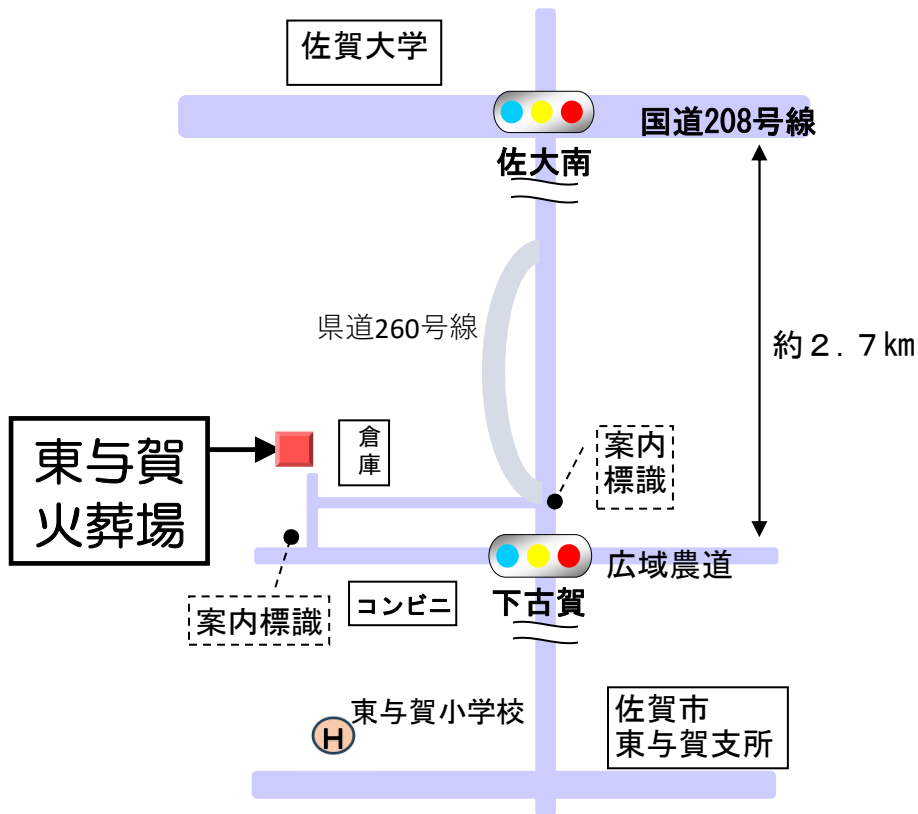 佐賀大学
国道208号線
佐大南
県道260号線
約２．７㎞
東与賀
火葬場
倉
庫
案内
標識
広域農道
下古賀
コンビニ
案内標識
東与賀小学校
H
佐賀市
東与賀支所